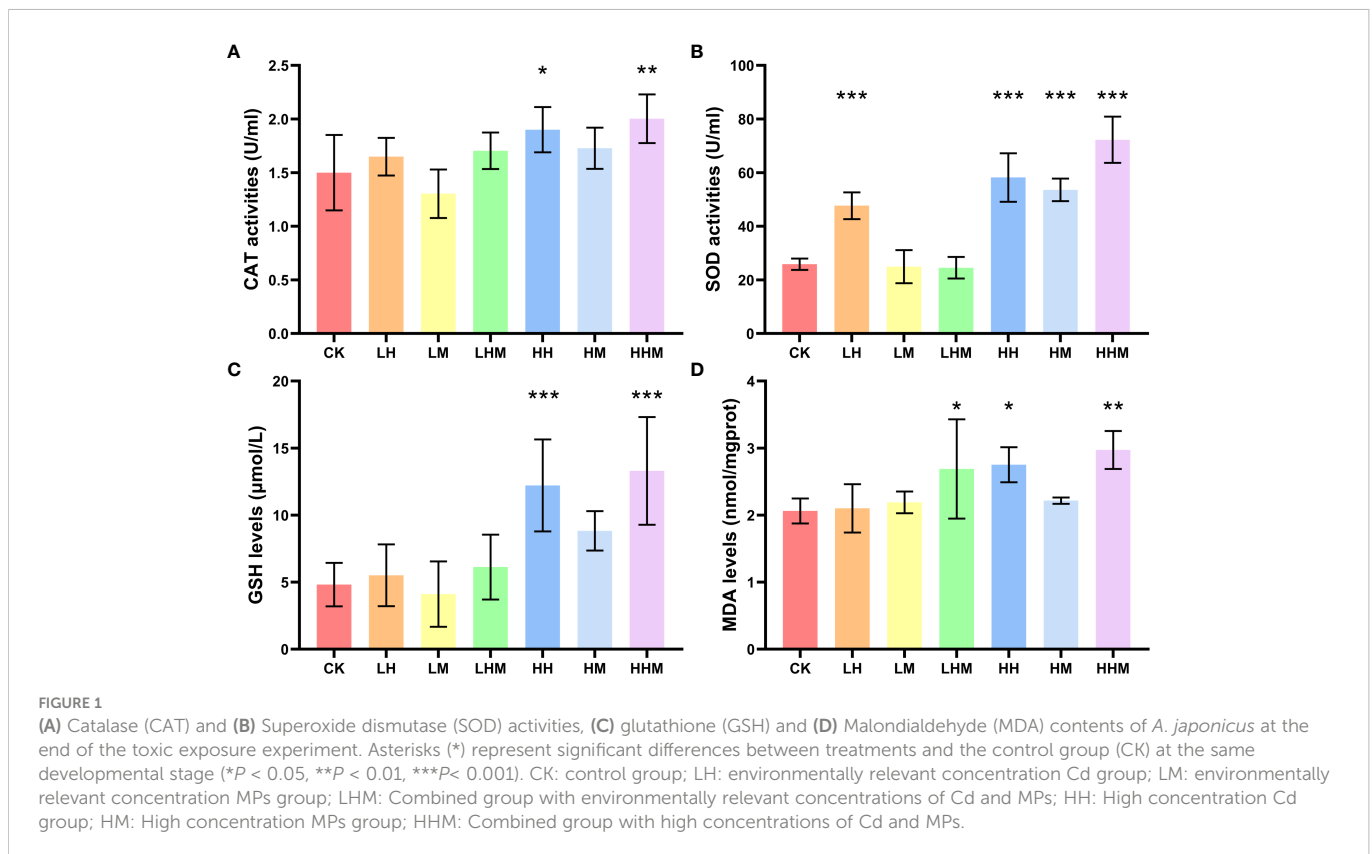 A
CAT activities (U/ml)
2.5
2.0
1.5
1.0
0.5
0.0
* **
CK LH LM LHM HH HM HHM
B
SOD activities (U/ml)
100
80
60
40
20
0
*** *** *** ***
CK LH LM LHM HH HM HHM
C
GSH levels (μmol/L)
20
15
10
5
0
*** ***
CK LH LM LHM HH HM HHM
D
MDA levels (nmol/mgprot)
4
3
2
1
0
* * **
CK LH LM LHM HH HM HHM
FIGURE 1
(A) Catalase (CAT) and (B) Superoxide dismutase (SOD) activities, (C) glutathione (GSH) and (D) Malondialdehyde (MDA) contents of A. japonicus at the
end of the toxic exposure experiment. Asterisks (*) represent significant differences between treatments and the control group (CK) at the same
developmental stage (*P < 0.05, **P < 0.01, ***P< 0.001). CK: control group; LH: environmentally relevant concentration Cd group; LM: environmentally
relevant concentration MPs group; LHM: Combined group with environmentally relevant concentrations of Cd and MPs; HH: High concentration Cd
group; HM: High concentration MPs group; HHM: Combined group with high concentrations of Cd and MPs.